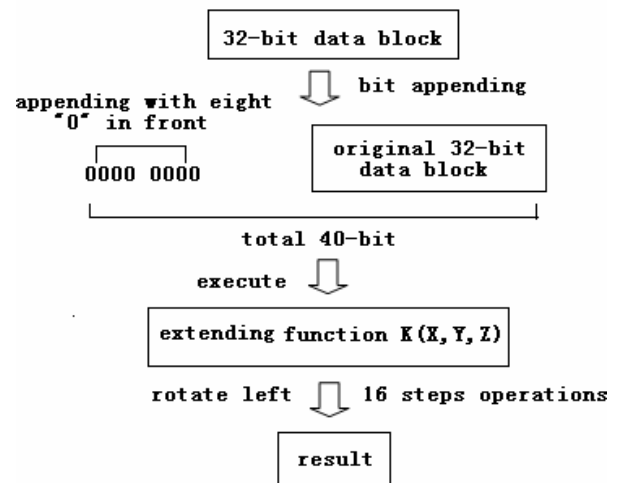 32-bit data block
bit appending
appending with eight
"0" in front
0000 0000
original 32-bit
data block
total 40-bit
execute
extending function K(X,Y,Z)
rotate left
16 steps operations
result